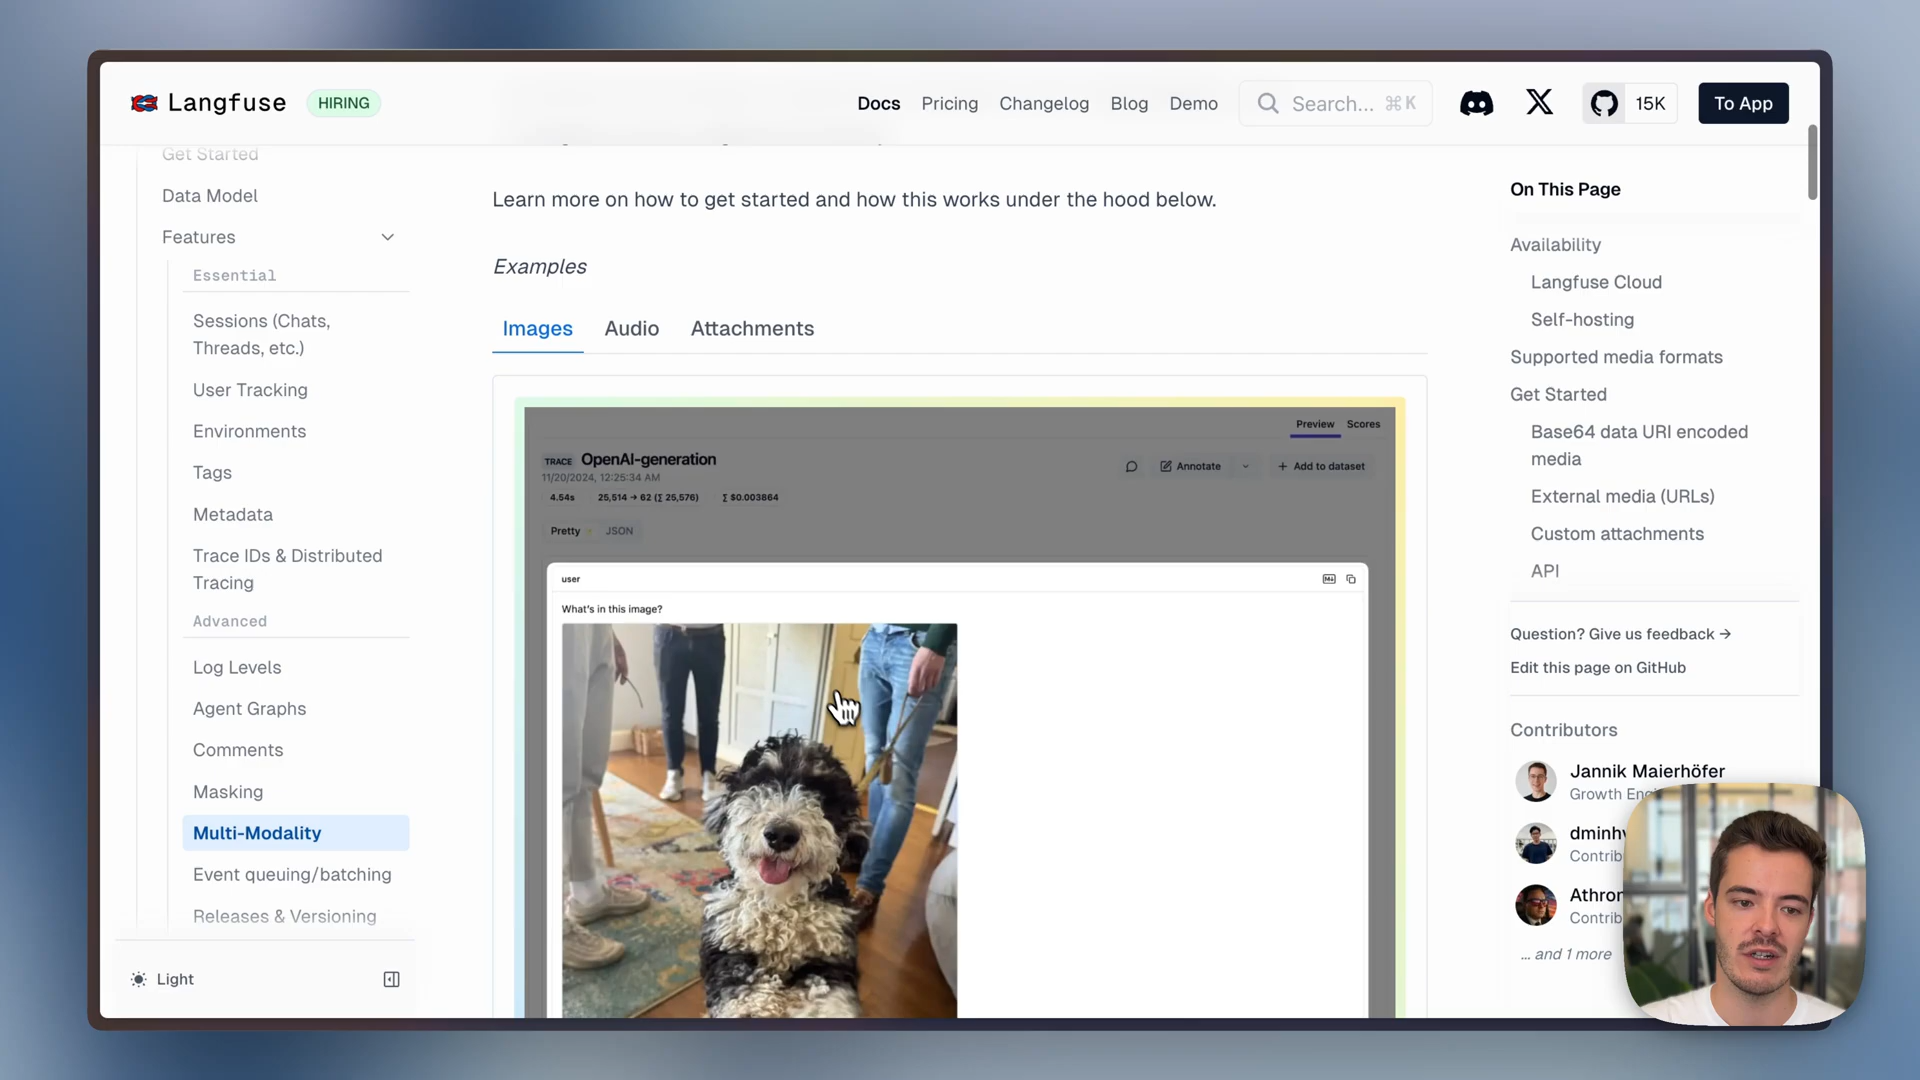 Langfuse
HIRING
Docs
Pricing
Changelog
Blog
Demo
Search... ⌘K
15K
To App
Get Started
Data Model
Features
Essential
Sessions (Chats,
Threads, etc.)
User Tracking
Environments
Tags
Metadata
Trace IDs & Distributed
Tracing
Advanced
Log Levels
Agent Graphs
Comments
Masking
Multi-Modality
Event queuing/batching
Releases & Versioning
Light
Learn more on how to get started and how this works under the hood below.
Examples
Images
Audio
Attachments
Preview
Scores
TRACE OpenAI-generation
11/20/2024, 12:25:34 AM
Annotate
+ Add to dataset
4.54s
25,514 → 62 (∑ 25,576)
∑ $0.003864
Pretty
JSON
user
What's in this image?
On This Page
Availability
Langfuse Cloud
Self-hosting
Supported media formats
Get Started
Base64 data URI encoded
media
External media (URLs)
Custom attachments
API
Question? Give us feedback →
Edit this page on GitHub
Contributors
Jannik Maierhöfer
Growth Eng
dminhv
Contrib
Athron
Contrib
... and 1 more